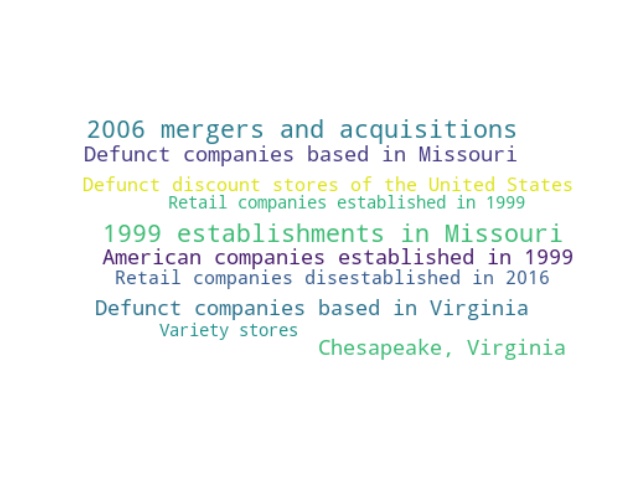 2006 mergers and acquisitions
Defunct companies based in Missouri
Defunct discount stores of the United States
Retail companies established in 1999
1999 establishments in Missouri
American companies established in 1999
Retail companies disestablished in 2016
Defunct companies based in Virginia
Variety stores
Chesapeake, Virginia